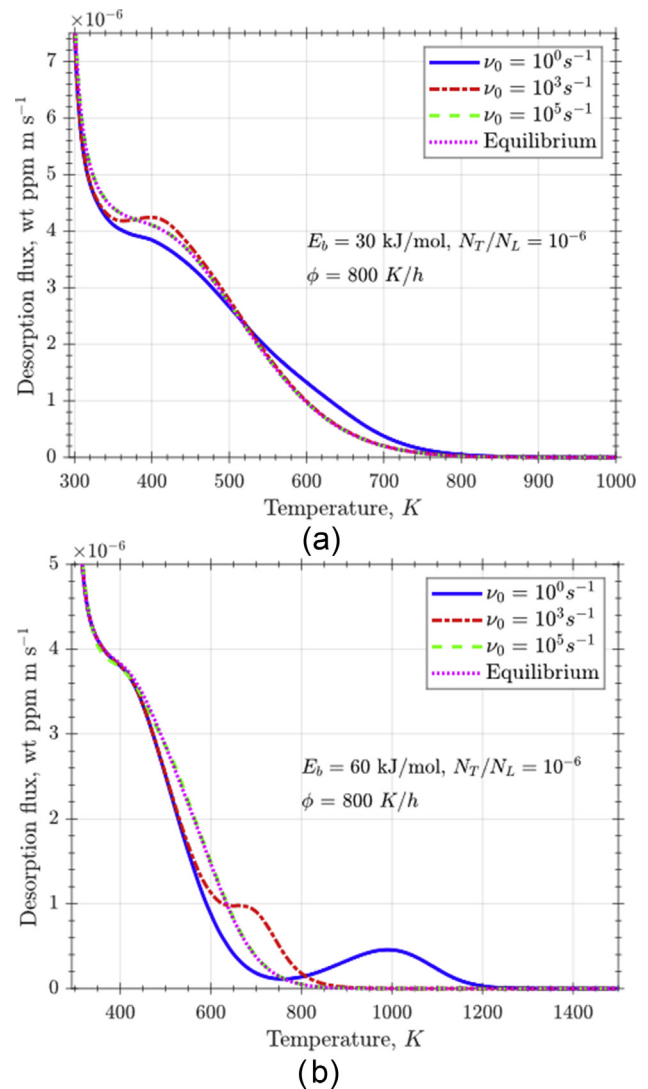 ×10⁻⁶
7
6
5
4
3
2
1
0
Desorption flux, wt ppm m s⁻¹
ν₀ = 10⁰s⁻¹
ν₀ = 10³s⁻¹
ν₀ = 10⁵s⁻¹
Equilibrium
E_b = 30 kJ/mol, N_T/N_L = 10⁻⁶
ϕ = 800 K/h
300 400 500 600 700 800 900 1000
Temperature, K
(a)
×10⁻⁶
5
4
3
2
1
0
Desorption flux, wt ppm m s⁻¹
ν₀ = 10⁰s⁻¹
ν₀ = 10³s⁻¹
ν₀ = 10⁵s⁻¹
Equilibrium
E_b = 60 kJ/mol, N_T/N_L = 10⁻⁶
ϕ = 800 K/h
400 600 800 1000 1200 1400
Temperature, K
(b)